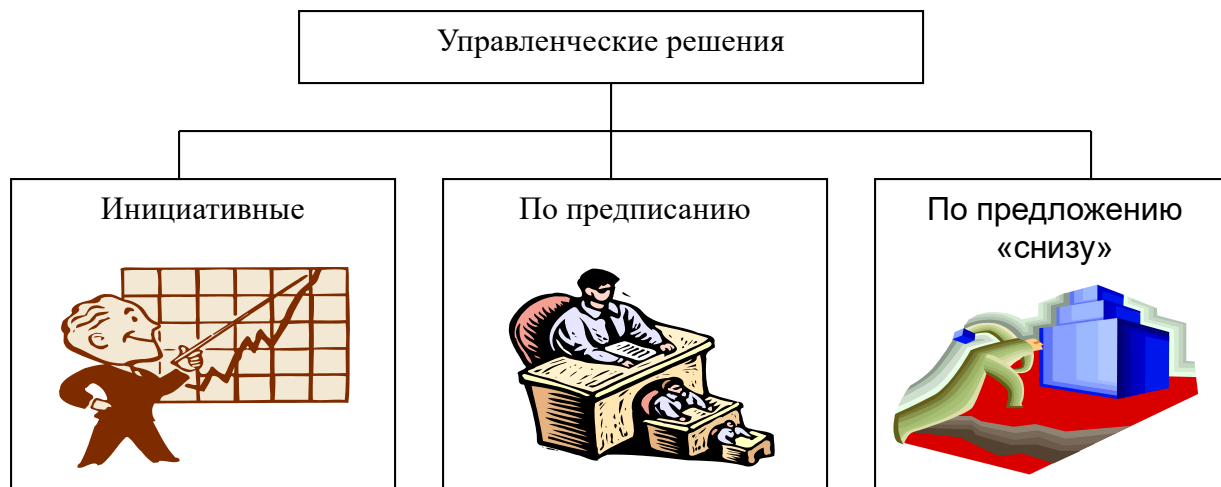 Управленческие решения
Инициативные
По предписанию
По предложению
«снизу»